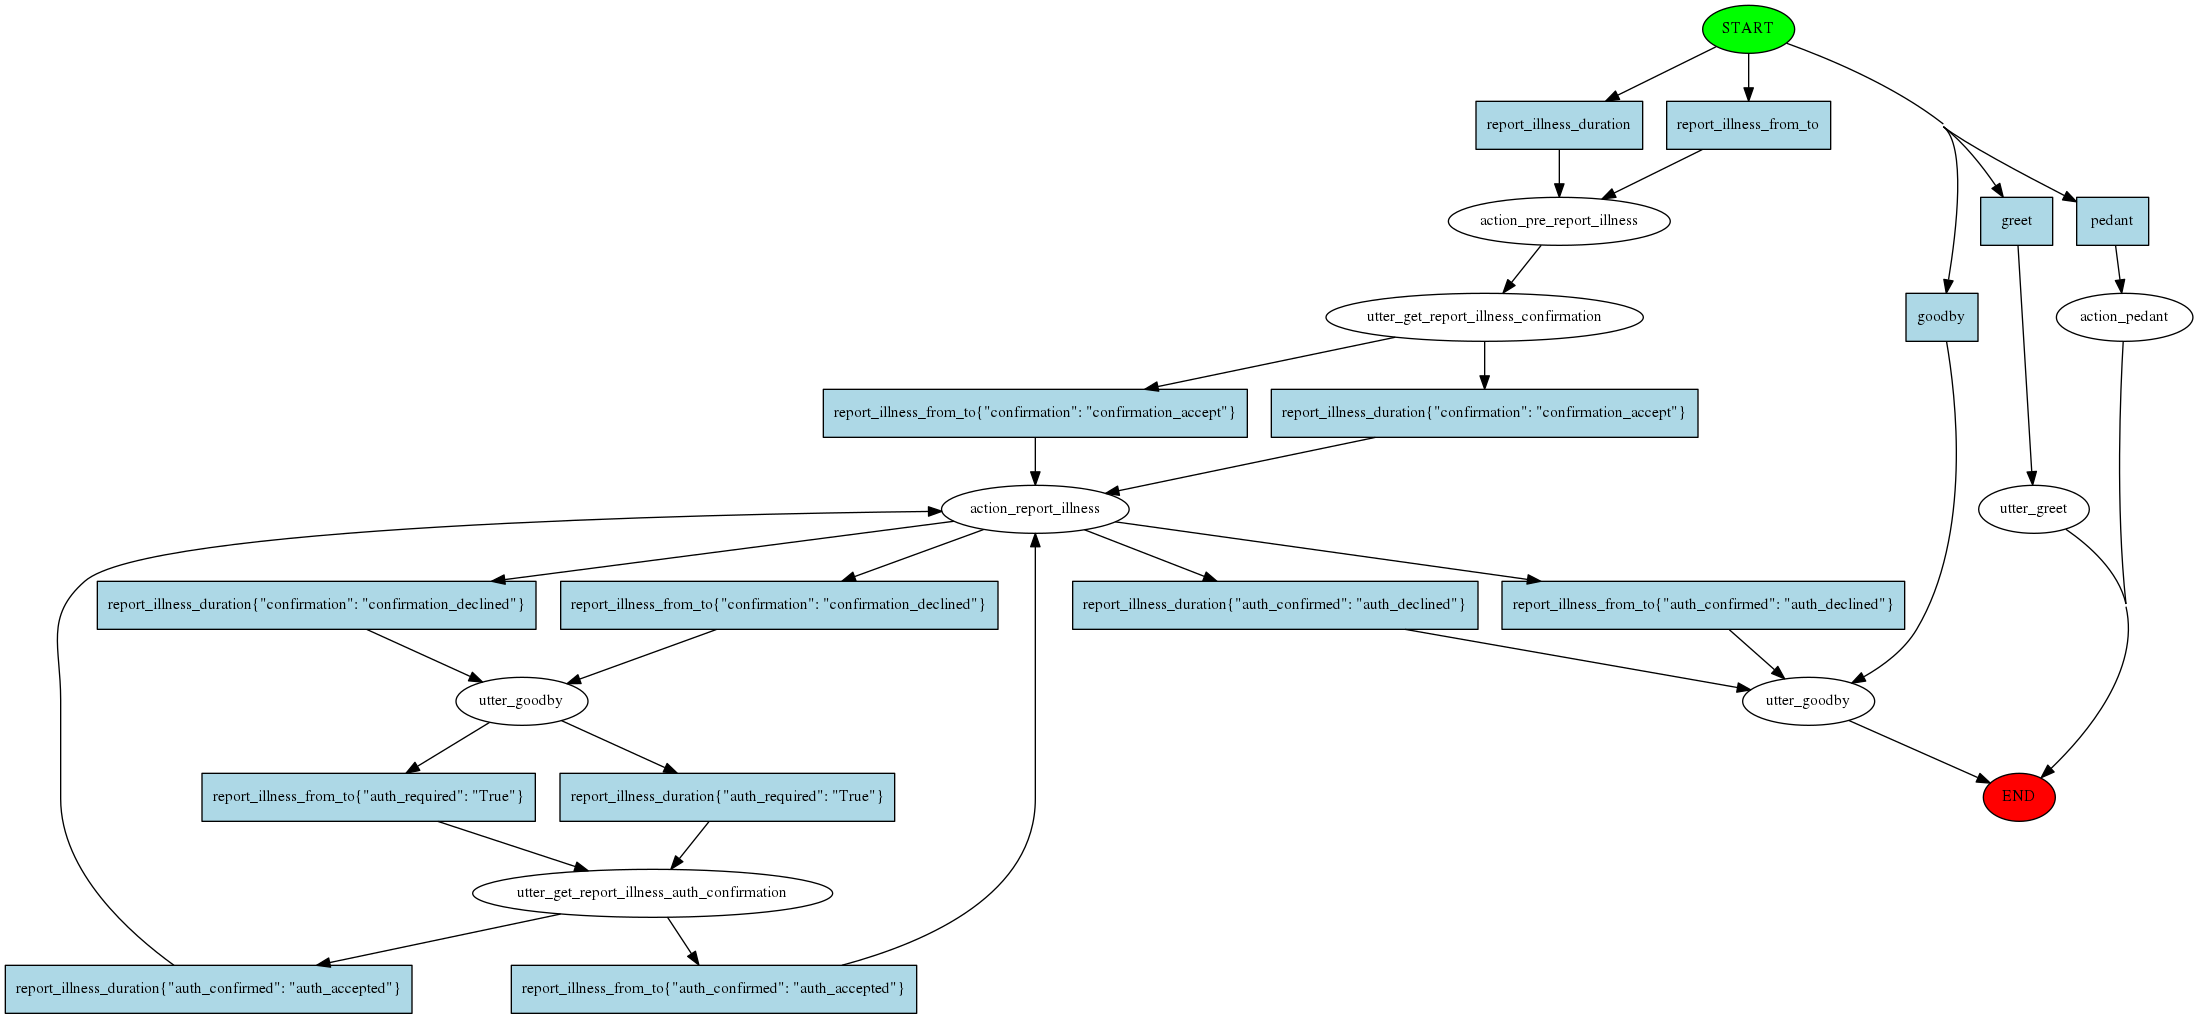 START
report_illness_duration
report_illness_from_to
greet
pedant
action_pre_report_illness
utter_get_report_illness_confirmation
goodby
action_pedant
report_illness_from_to{"confirmation": "confirmation_accept"}
report_illness_duration{"confirmation": "confirmation_accept"}
action_report_illness
utter_greet
report_illness_duration{"confirmation": "confirmation_declined"}
report_illness_from_to{"confirmation": "confirmation_declined"}
report_illness_duration{"auth_confirmed": "auth_declined"}
report_illness_from_to{"auth_confirmed": "auth_declined"}
utter_goodby
utter_goodby
report_illness_from_to{"auth_required": "True"}
report_illness_duration{"auth_required": "True"}
END
utter_get_report_illness_auth_confirmation
report_illness_duration{"auth_confirmed": "auth_accepted"}
report_illness_from_to{"auth_confirmed": "auth_accepted"}